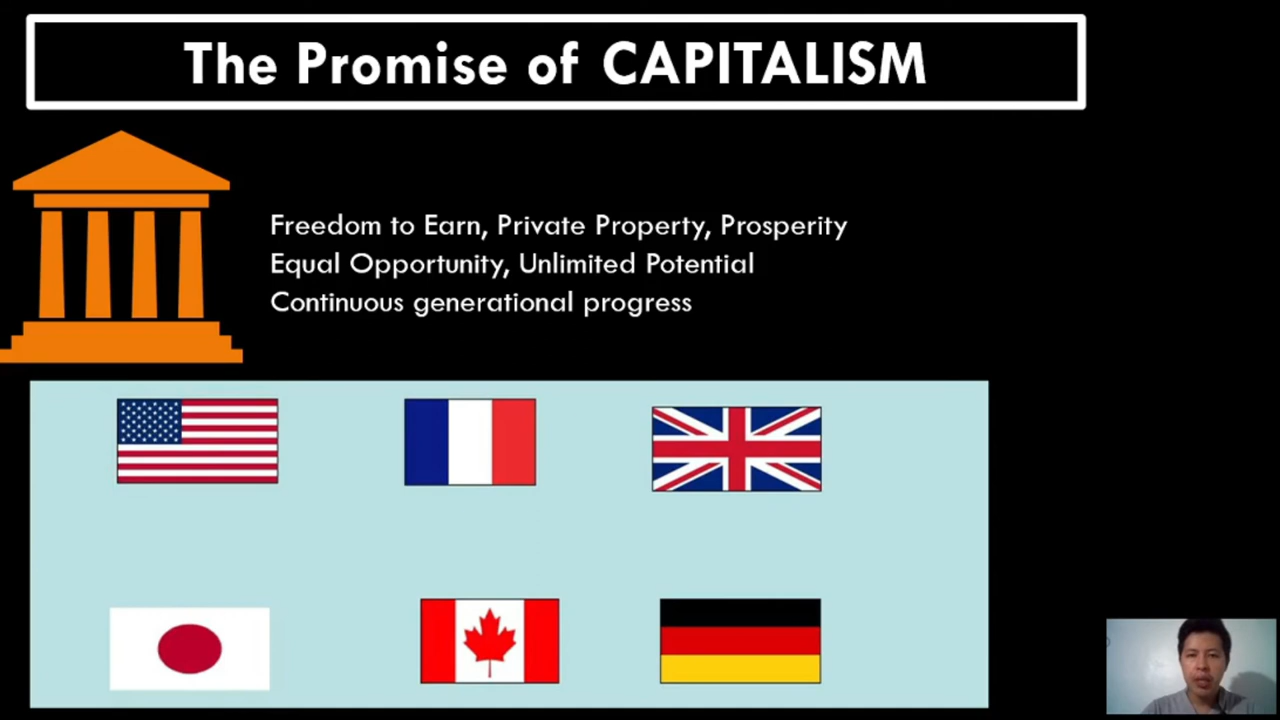 The Promise of CAPITALISM
Freedom to Earn, Private Property, Prosperity
Equal Opportunity, Unlimited Potential
Continuous generational progress